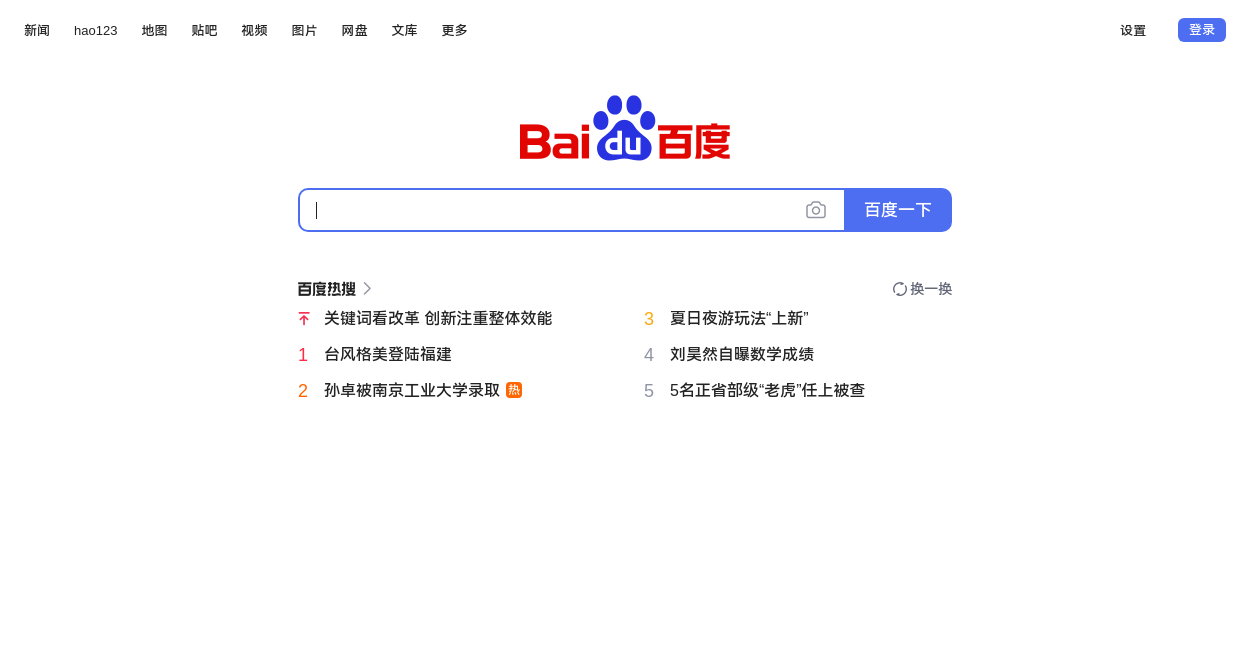 新闻 hao123 地图 贴吧 视频 图片 网盘 文库 更多 设置 登录
Bai du 百度
百度一下
百度热搜 换一换
关键词看改革 创新注重整体效能
1 台风格美登陆福建
2 孙卓被南京工业大学录取 热
3 夏日夜游玩法“上新”
4 刘昊然自曝数学成绩
5 5名正省部级“老虎”任上被查